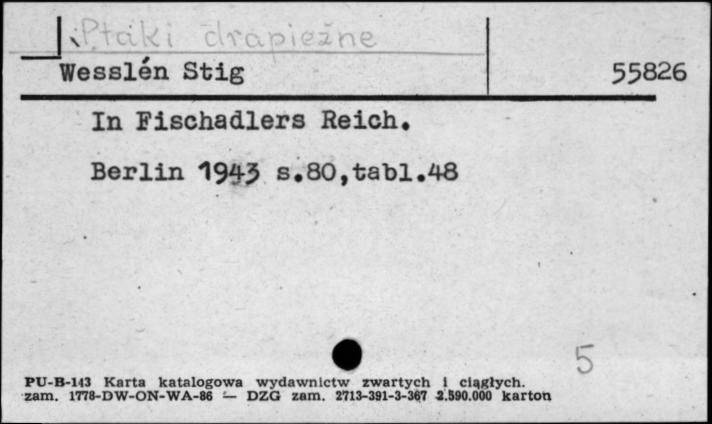 Ptaki drapieżne
Wesslén Stig 55826
In Fischadlers Reich.
Berlin 1943 s.80,tabl.48
5
PU-B-143 Karta katalogowa wydawnictw zwartych i ciągłych.
zam. 1778-DW-ON-WA-86 — DZG zam. 2713-391-3-367 2.590.000 karton